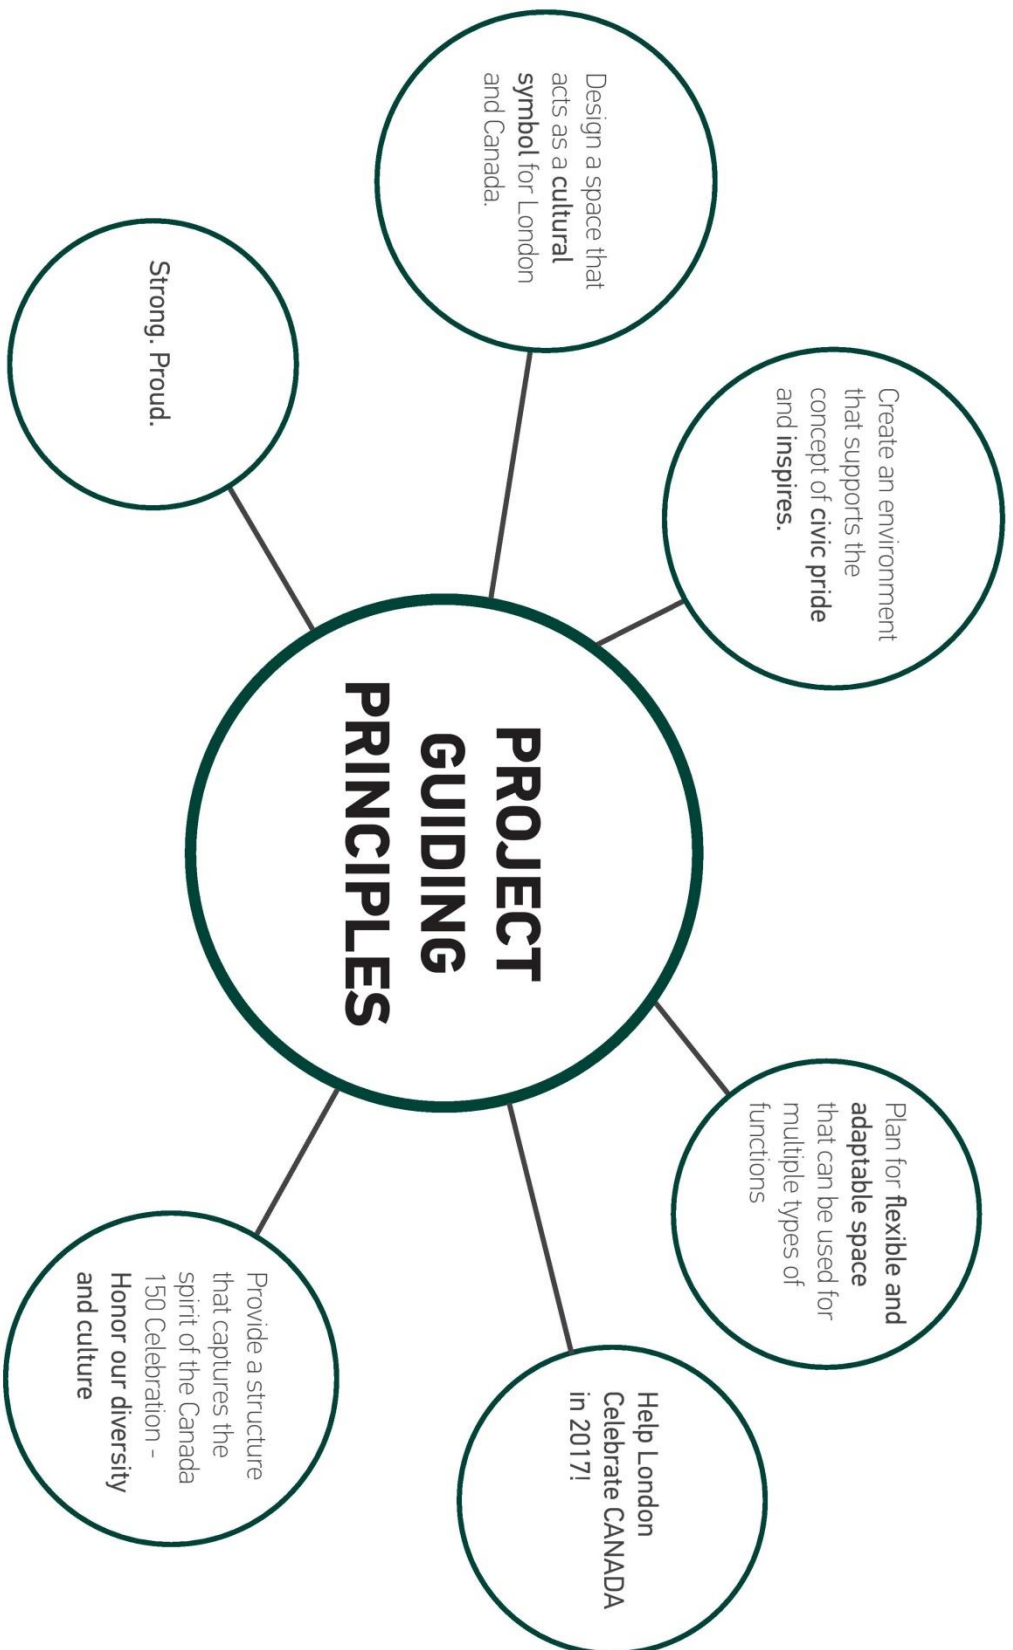 Strong. Proud.
Design a space that
acts as a cultural
symbol for London
and Canada.
Create an environment
that supports the
concept of civic pride
and inspires.
PROJECT
GUIDING
PRINCIPLES
Plan for flexible and
adaptable space
that can be used for
multiple types of
functions
Help London
Celebrate CANADA
in 2017!
Provide a structure
that captures the
spirit of the Canada
150 Celebration -
Honor our diversity
and culture